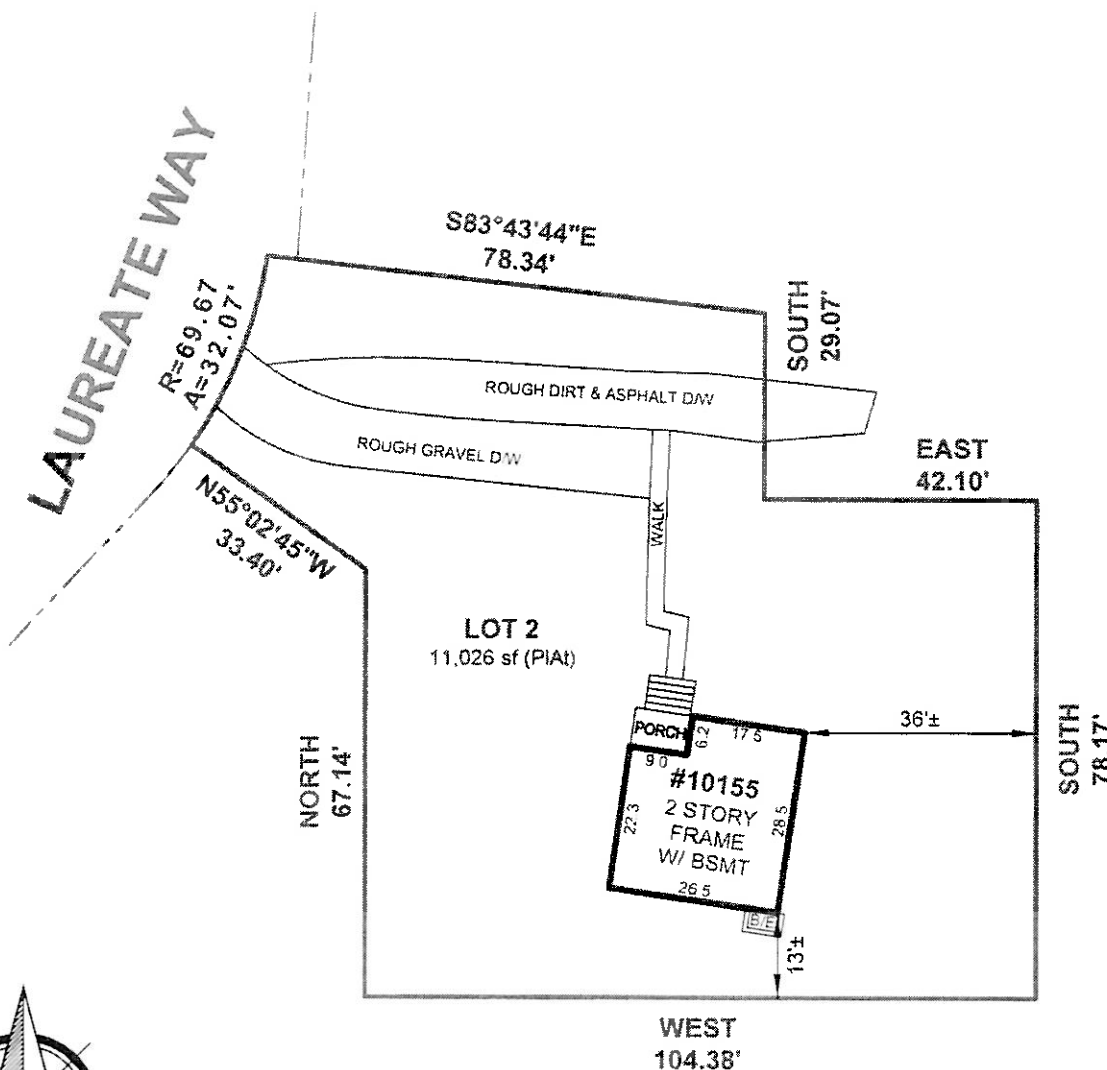 LAUREATE WAY
S83°43'44"E
78.34'
SOUTH
29.07'
R=69.67
A=32.07'
ROUGH DIRT & ASPHALT D/W
ROUGH GRAVEL D/W
EAST
42.10'
N55°02'45"W
33.40'
WALK
LOT 2
11,026 sf (PlAt)
36'±
PORCH
6.2
17.5
9.0
#10155
2 STORY
FRAME
W/ BSMT
22.3
28.5
26.5
B/E
13'±
NORTH
67.14'
SOUTH
78.17'
WEST
104.38'